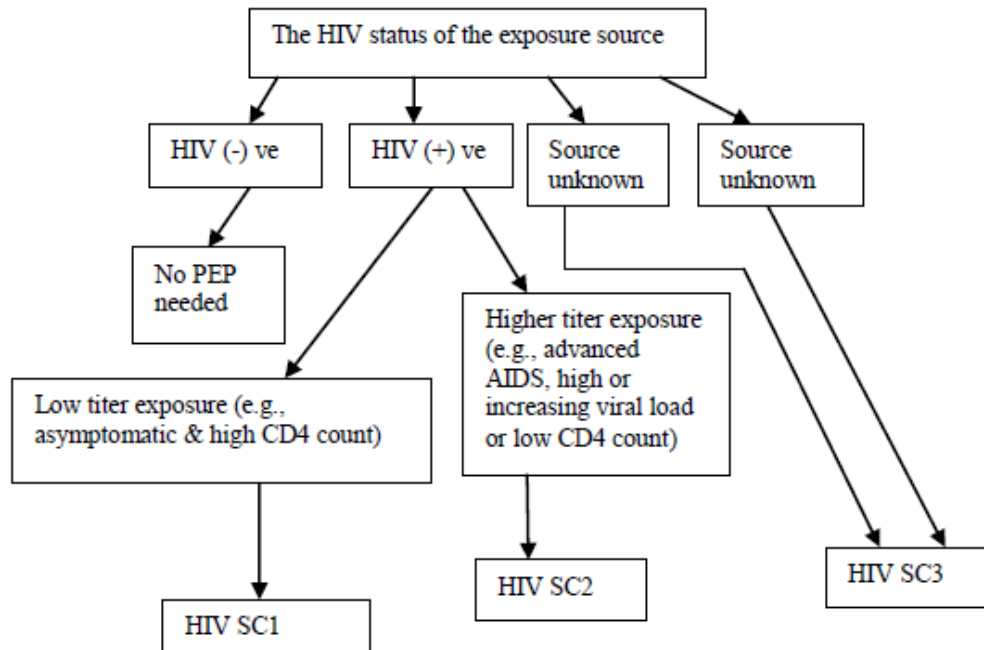 The HIV status of the exposure source
HIV (-) ve
HIV (+) ve
Source
unknown
Source
unknown
No PEP
needed
Higher titer exposure
(e.g., advanced
AIDS, high or
increasing viral load
or low CD4 count)
Low titer exposure (e.g.,
asymptomatic & high CD4 count)
HIV SC1
HIV SC2
HIV SC3